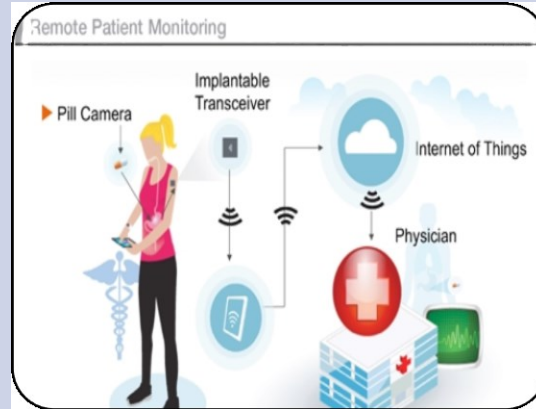 Remote Patient Monitoring
Implantable
Transceiver
Pill Camera
Internet of Things
Physician